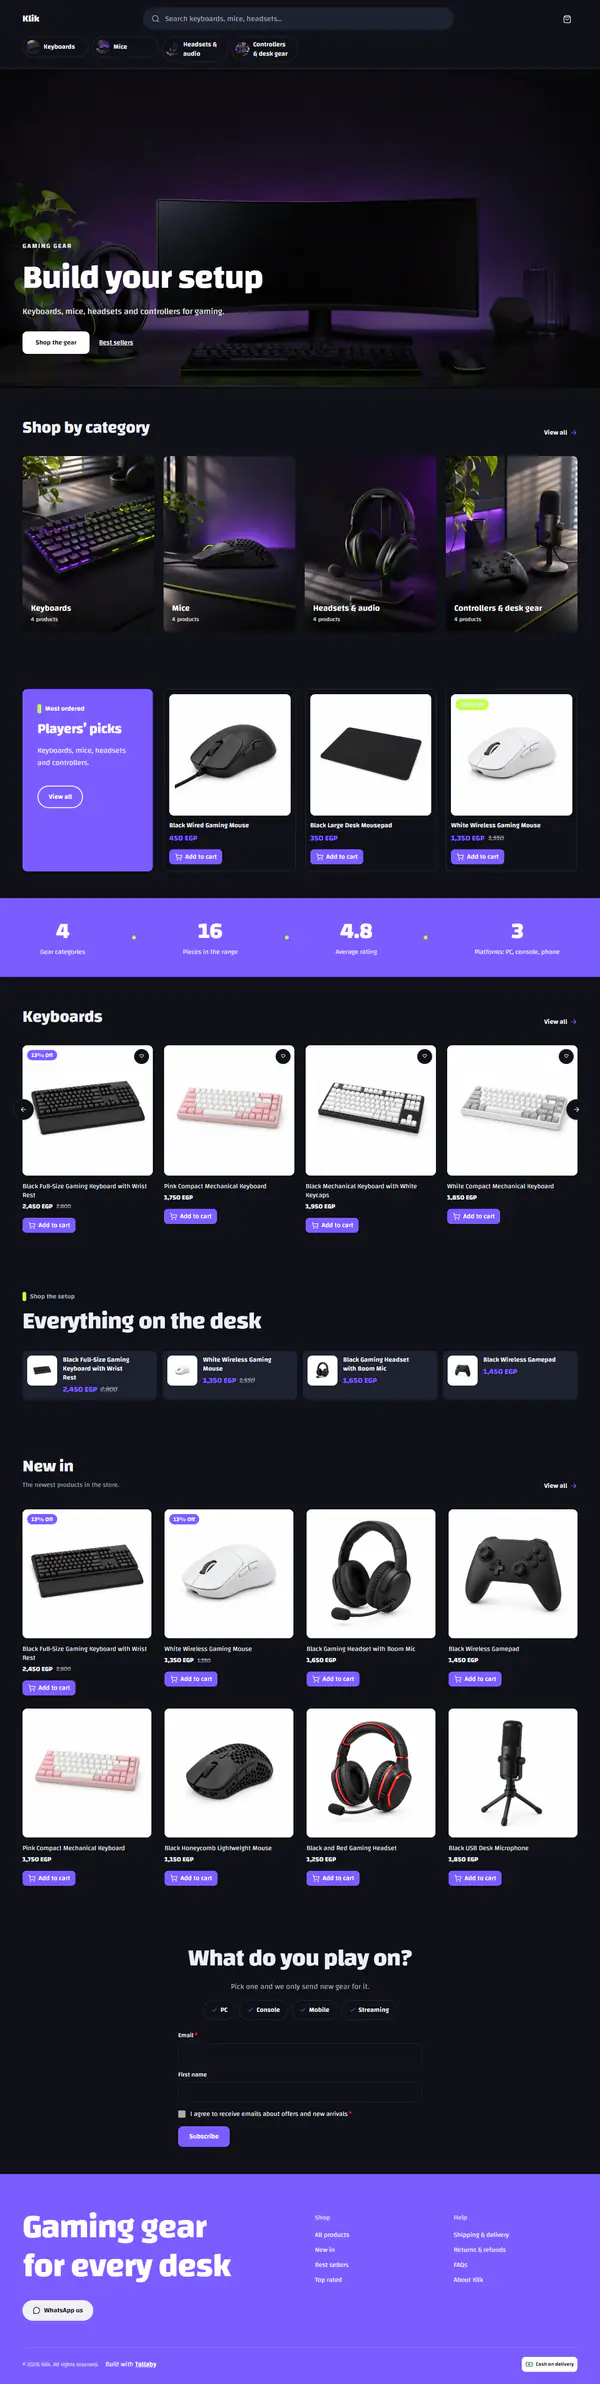 Klik
Search keyboards, mice, headsets...
Keyboards
Mice
Headsets &
audio
Controllers
& desk gear
GAMING GEAR
Build your setup
Keyboards, mice, headsets and controllers for gaming.
Shop the gear
Best sellers
Shop by category
View all →
Keyboards
4 products
Mice
4 products
Headsets & audio
4 products
Controllers & desk gear
4 products
Most ordered
Players' picks
Keyboards, mice, headsets
and controllers.
View all
Black Wired Gaming Mouse
450 EGP
Add to cart
Black Large Desk Mousepad
350 EGP
Add to cart
White Wireless Gaming Mouse
1,350 EGP 1,550
Add to cart
4
Gear categories
16
Pieces in the range
4.8
Average rating
3
Platforms: PC, console, phone
Keyboards
View all →
13% Off
Black Full-Size Gaming Keyboard with Wrist
Rest
2,450 EGP 2,800
Add to cart
Pink Compact Mechanical Keyboard
1,750 EGP
Add to cart
Black Mechanical Keyboard with White
Keycaps
1,950 EGP
Add to cart
White Compact Mechanical Keyboard
1,850 EGP
Add to cart
Shop the setup
Everything on the desk
Black Full-Size Gaming
Keyboard with Wrist
Rest
2,450 EGP 2,800
White Wireless Gaming
Mouse
1,350 EGP 1,550
Black Gaming Headset
with Boom Mic
1,650 EGP
Black Wireless Gamepad
1,450 EGP
New in
The newest products in the store.
View all →
13% Off
Black Full-Size Gaming Keyboard with Wrist
Rest
2,450 EGP 2,800
Add to cart
13% Off
White Wireless Gaming Mouse
1,350 EGP 1,550
Add to cart
Black Gaming Headset with Boom Mic
1,650 EGP
Add to cart
Black Wireless Gamepad
1,450 EGP
Add to cart
Pink Compact Mechanical Keyboard
1,750 EGP
Add to cart
Black Honeycomb Lightweight Mouse
1,150 EGP
Add to cart
Black and Red Gaming Headset
1,250 EGP
Add to cart
Black USB Desk Microphone
1,850 EGP
Add to cart
What do you play on?
Pick one and we only send new gear for it.
PC
Console
Mobile
Streaming
Email *
First name
I agree to receive emails about offers and new arrivals *
Subscribe
Gaming gear
for every desk
WhatsApp us
Shop
All products
New in
Best sellers
Top rated
Help
Shipping & delivery
Returns & refunds
FAQs
About Klik
© 2026 Klik. All rights reserved.
Built with Tallaby
Cash on delivery